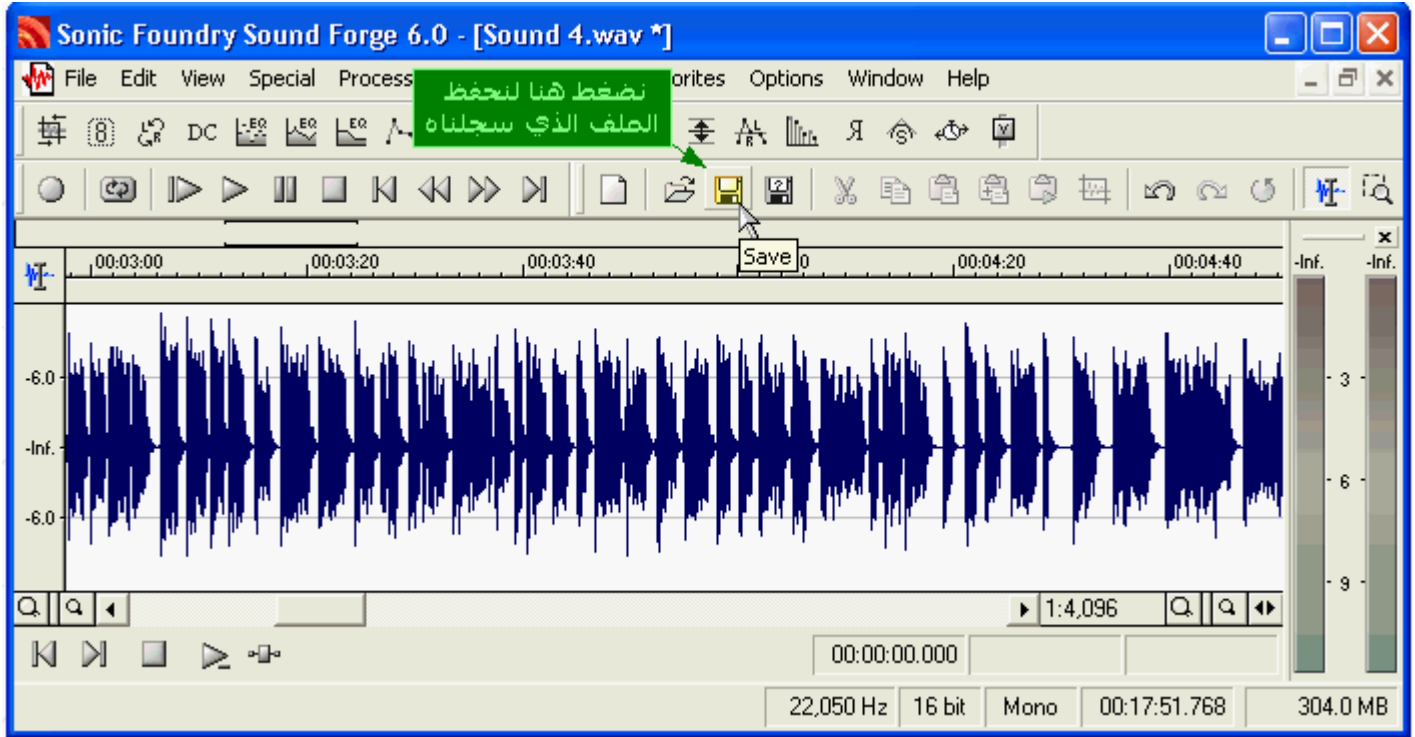 Sonic Foundry Sound Forge 6.0 - [Sound 4.wav *]
File Edit View Special Process Options Window Help
نضغط هنا لنحفظ
الملف الذي سجلناه
DC EQ EQ EQ
Save
00:03:00 00:03:20 00:03:40 00:04:20 00:04:40
-Inf. -Inf.
-6.0
-Inf.
-6.0
- 3 -
- 6 -
- 9 -
1:4,096
00:00:00.000
22,050 Hz 16 bit Mono 00:17:51.768 304.0 MB